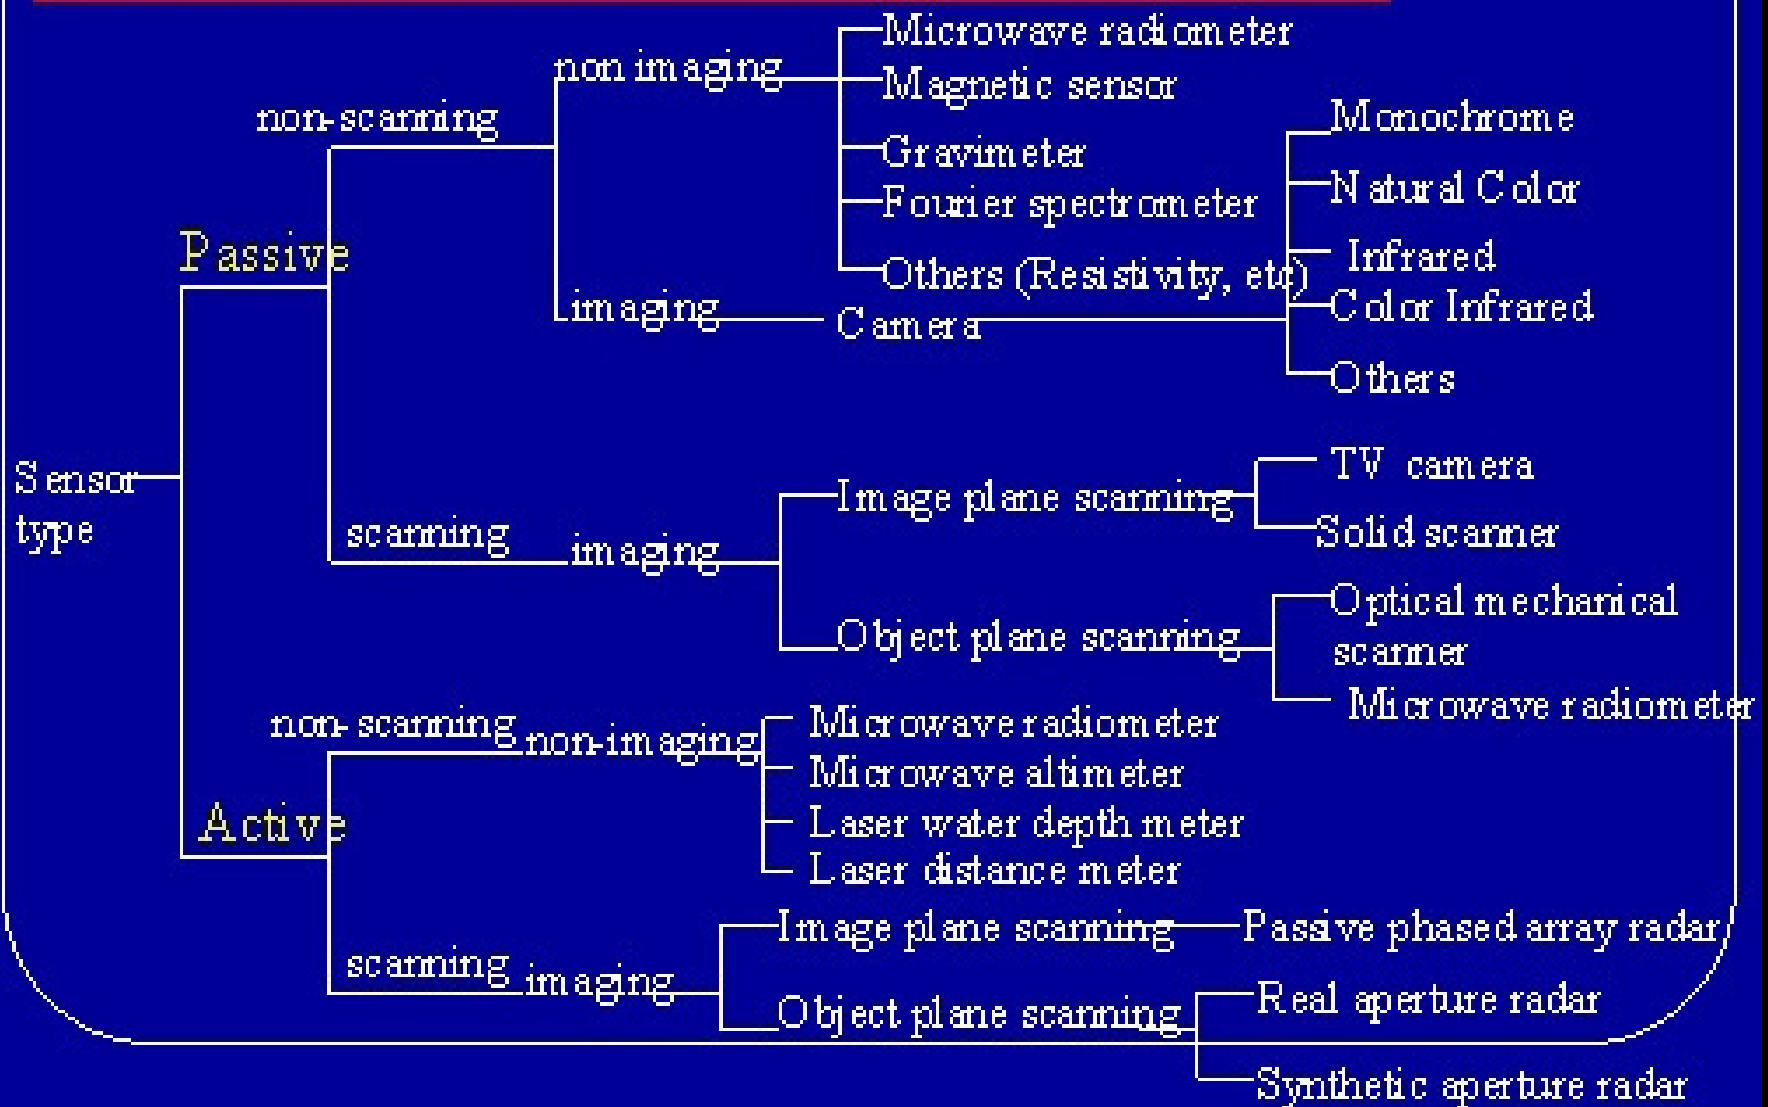 Microwave radiometer
non imaging
Magnetic sensor
non-scanning
Monochrome
Gravimeter
Natural Color
Fourier spectrometer
Passive
Infrared
Others (Resistivity, etc)
imaging
Camera
Color Infrared
Others
Sensor
type
TV camera
Image plane scanning
Solid scanner
scanning
imaging
Optical mechanical
scanner
Object plane scanning
Microwave radiometer
non-scanning
non-imaging
Microwave radiometer
Microwave altimeter
Laser water depth meter
Active
Laser distance meter
Image plane scanning
Passive phased array radar
scanning
imaging
Real aperture radar
Object plane scanning
Synthetic aperture radar